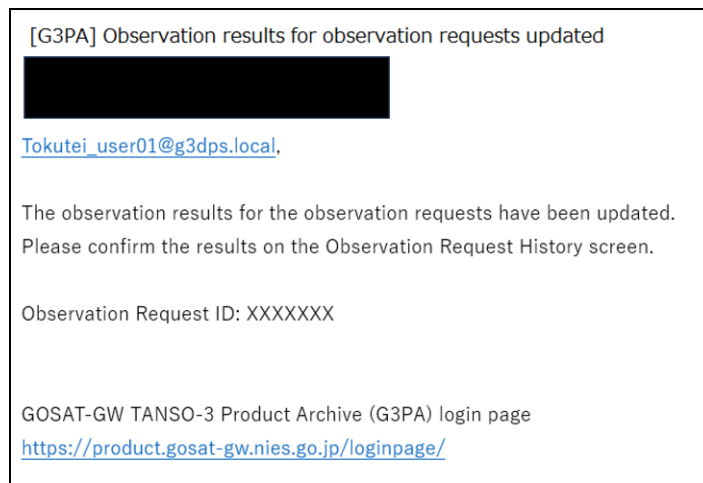 [G3PA] Observation results for observation requests updated
Tokutei_user01@g3dps.local,
The observation results for the observation requests have been updated.
Please confirm the results on the Observation Request History screen.
Observation Request ID: XXXXXXX
GOSAT-GW TANSO-3 Product Archive (G3PA) login page
https://product.gosat-gw.nies.go.jp/loginpage/